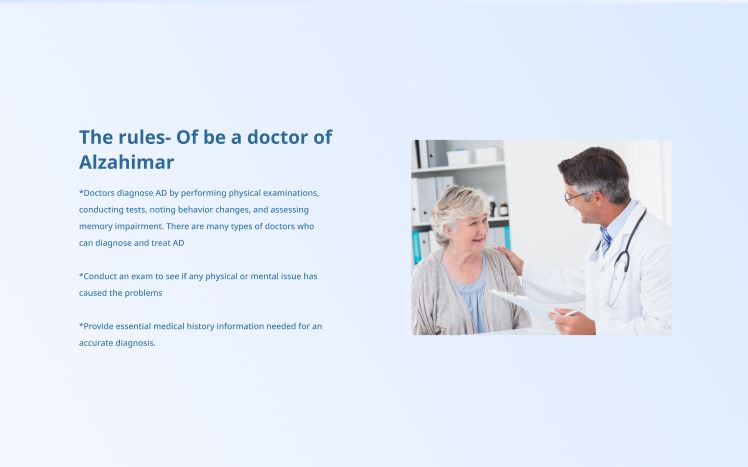 The rules- Of be a doctor of
Alzahimar
*Doctors diagnose AD by performing physical examinations,
conducting tests, noting behavior changes, and assessing
memory impairment. There are many types of doctors who
can diagnose and treat AD
*Conduct an exam to see if any physical or mental issue has
caused the problems
*Provide essential medical history information needed for an
accurate diagnosis.